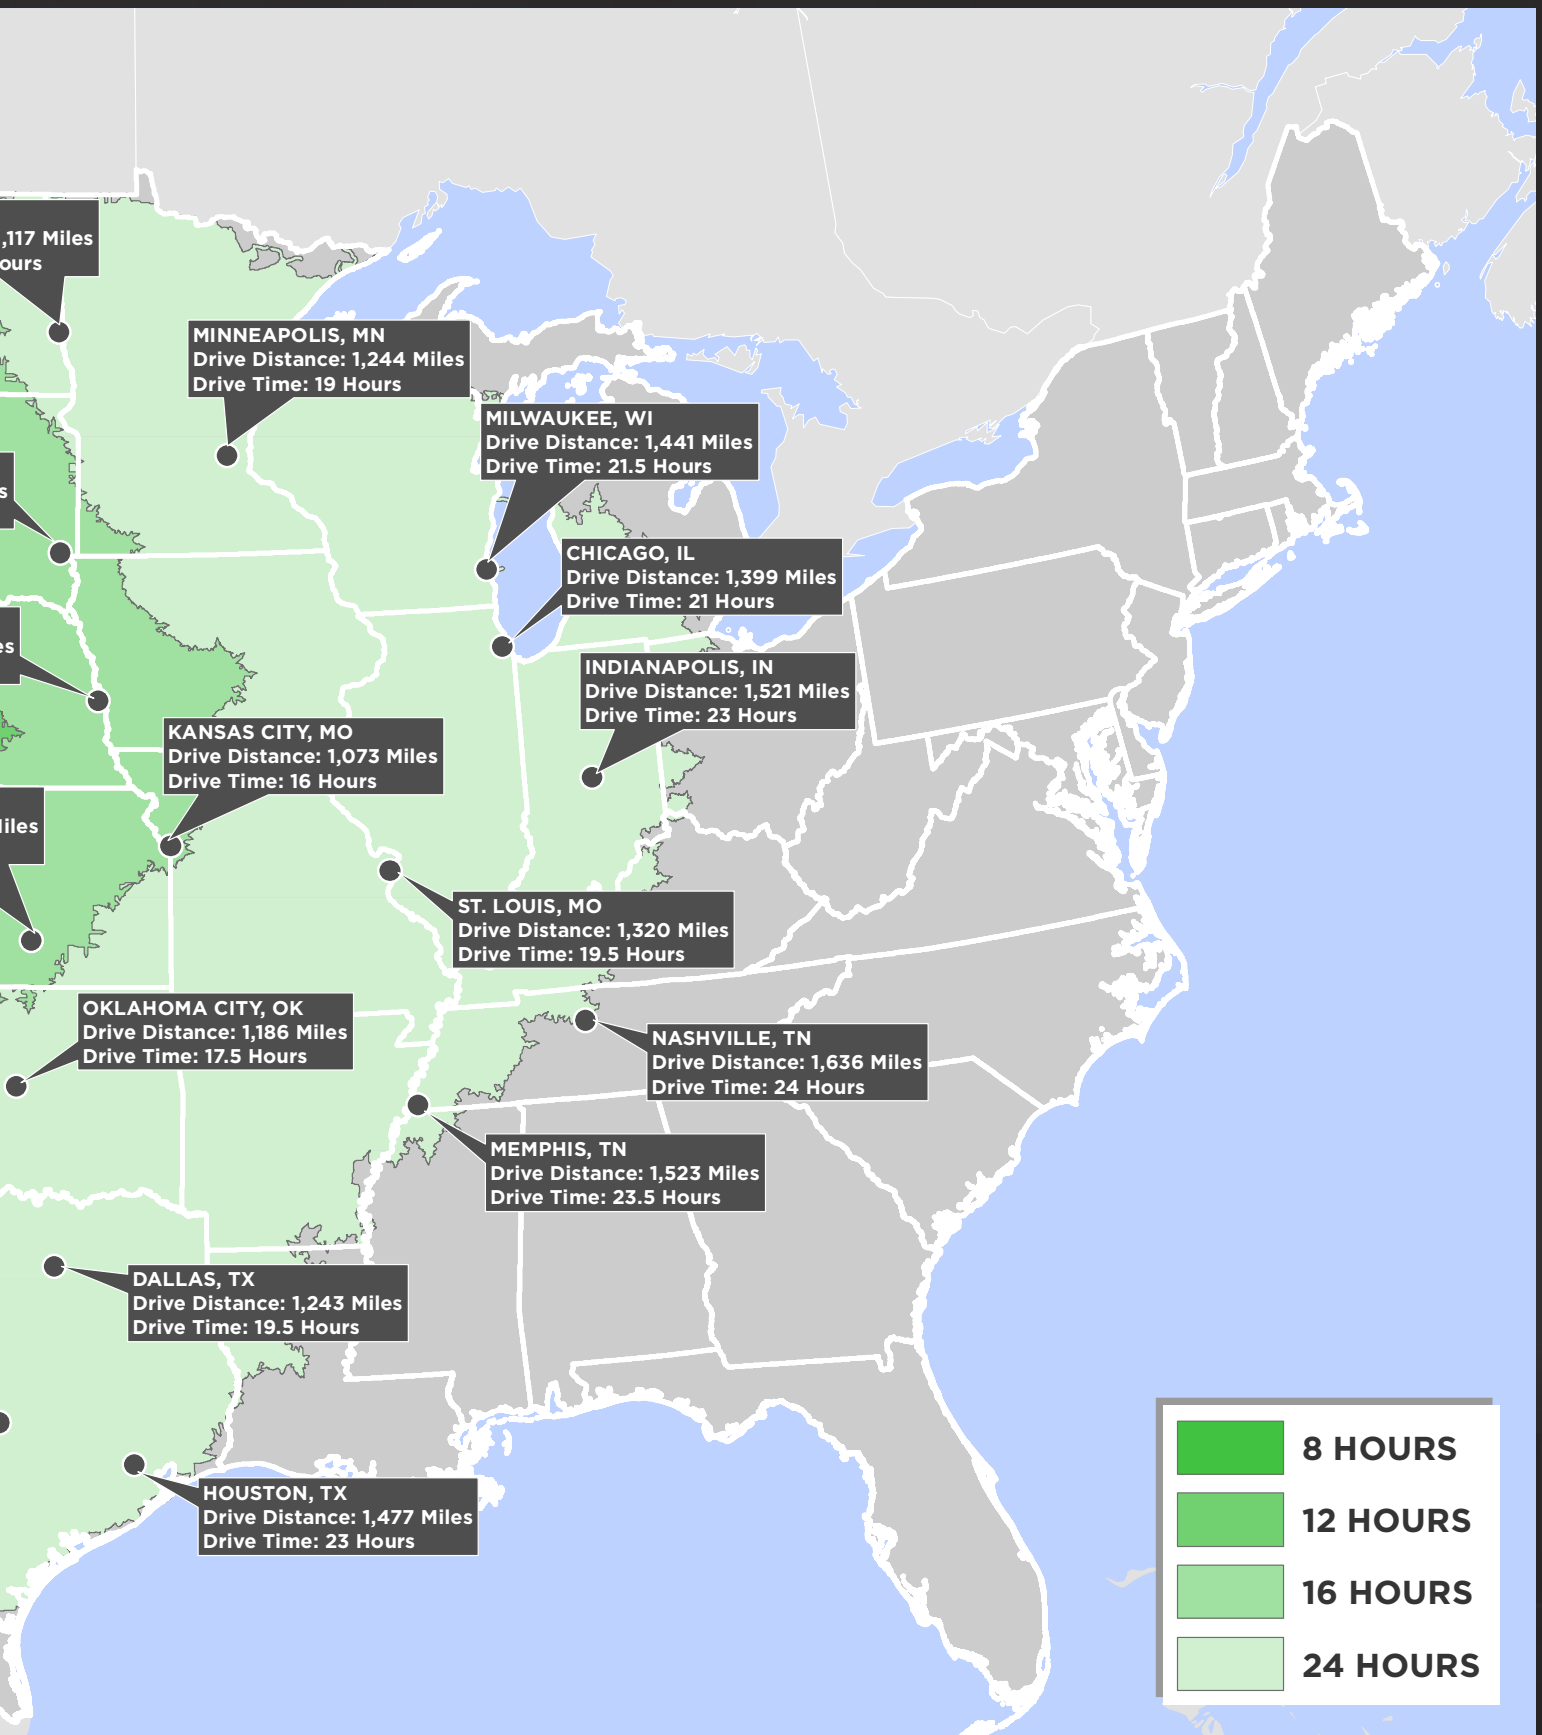 ,117 Miles
ours
MINNEAPOLIS, MN
Drive Distance: 1,244 Miles
Drive Time: 19 Hours
MILWAUKEE, WI
Drive Distance: 1,441 Miles
Drive Time: 21.5 Hours
s
CHICAGO, IL
Drive Distance: 1,399 Miles
Drive Time: 21 Hours
es
INDIANAPOLIS, IN
Drive Distance: 1,521 Miles
Drive Time: 23 Hours
KANSAS CITY, MO
Drive Distance: 1,073 Miles
Drive Time: 16 Hours
iles
ST. LOUIS, MO
Drive Distance: 1,320 Miles
Drive Time: 19.5 Hours
OKLAHOMA CITY, OK
Drive Distance: 1,186 Miles
Drive Time: 17.5 Hours
NASHVILLE, TN
Drive Distance: 1,636 Miles
Drive Time: 24 Hours
MEMPHIS, TN
Drive Distance: 1,523 Miles
Drive Time: 23.5 Hours
DALLAS, TX
Drive Distance: 1,243 Miles
Drive Time: 19.5 Hours
HOUSTON, TX
Drive Distance: 1,477 Miles
Drive Time: 23 Hours
8 HOURS
12 HOURS
16 HOURS
24 HOURS